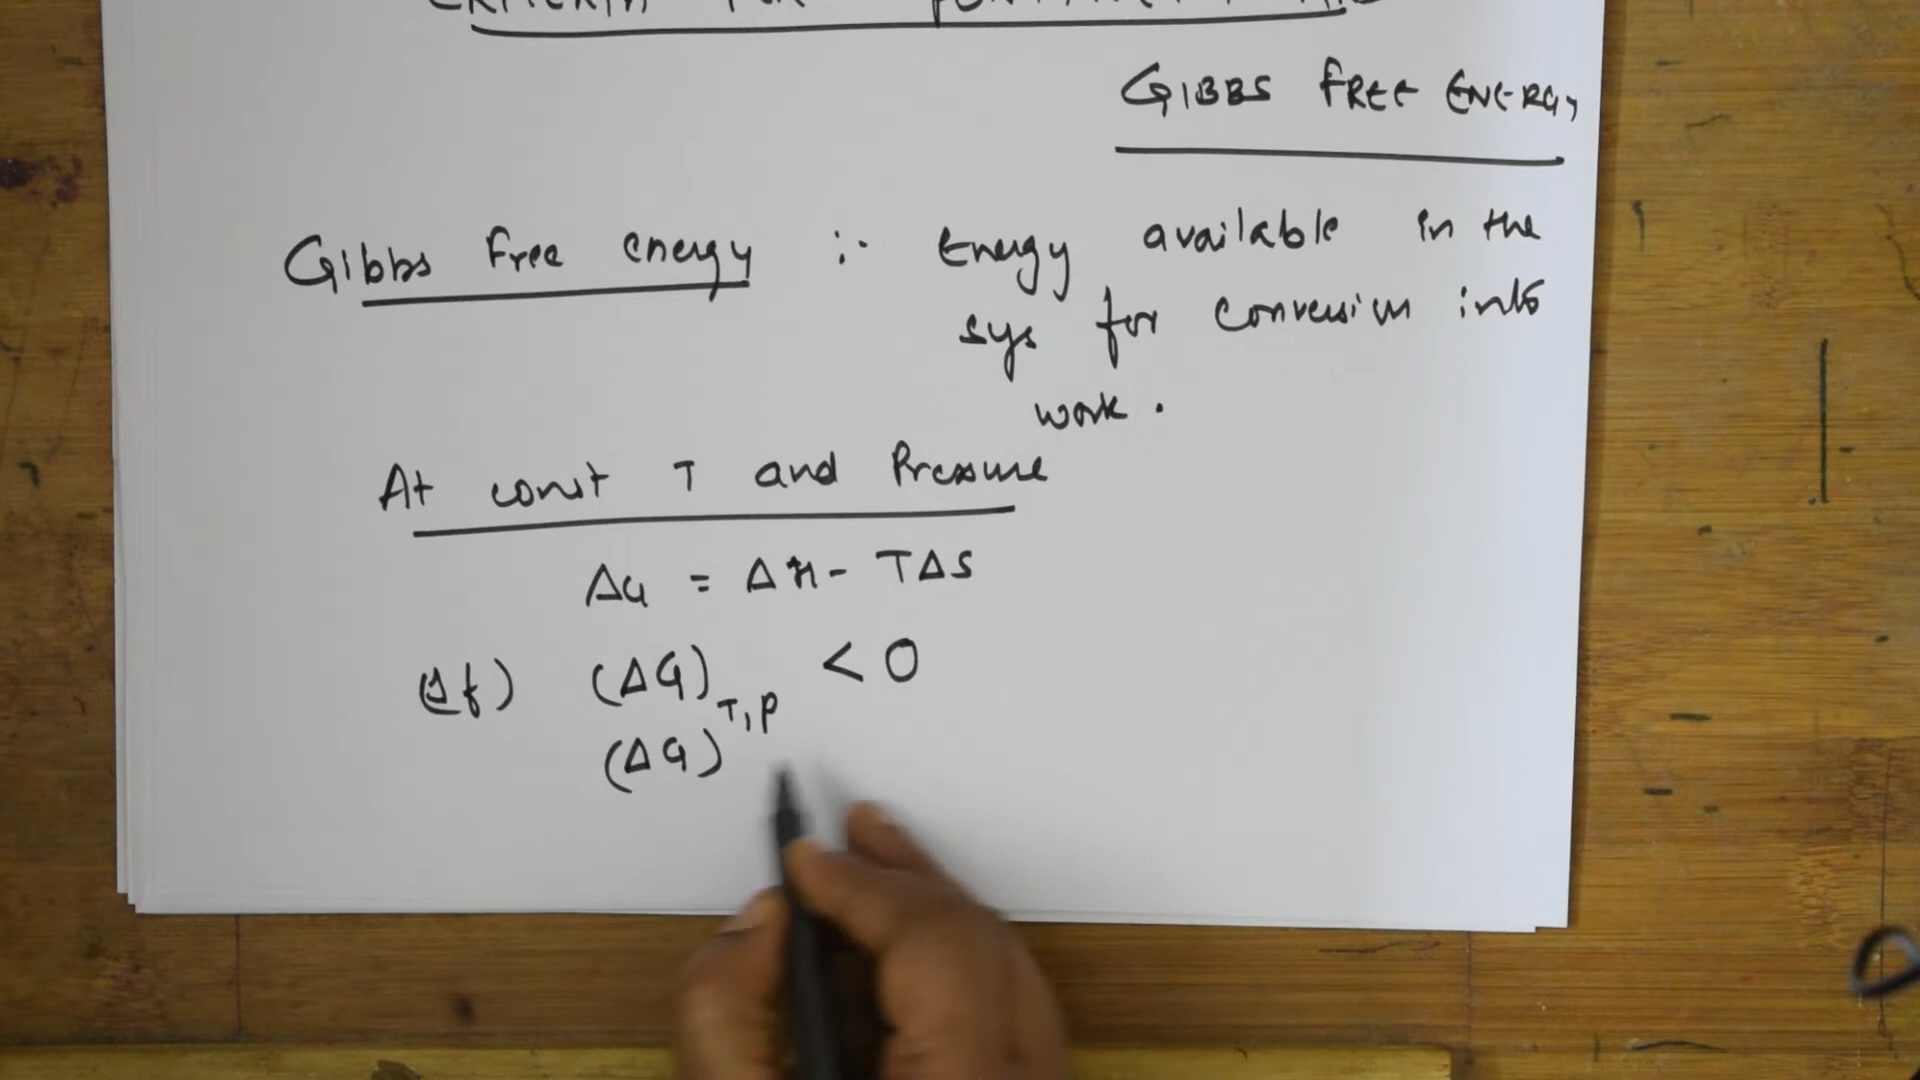 GIBBS FREE ENERGY
Gibbs free energy :- Energy available in the
sys for conversion into
work.
At const T and Pressure
ΔG = ΔH - TΔS
(If) (ΔG)T,P < 0
(ΔG)